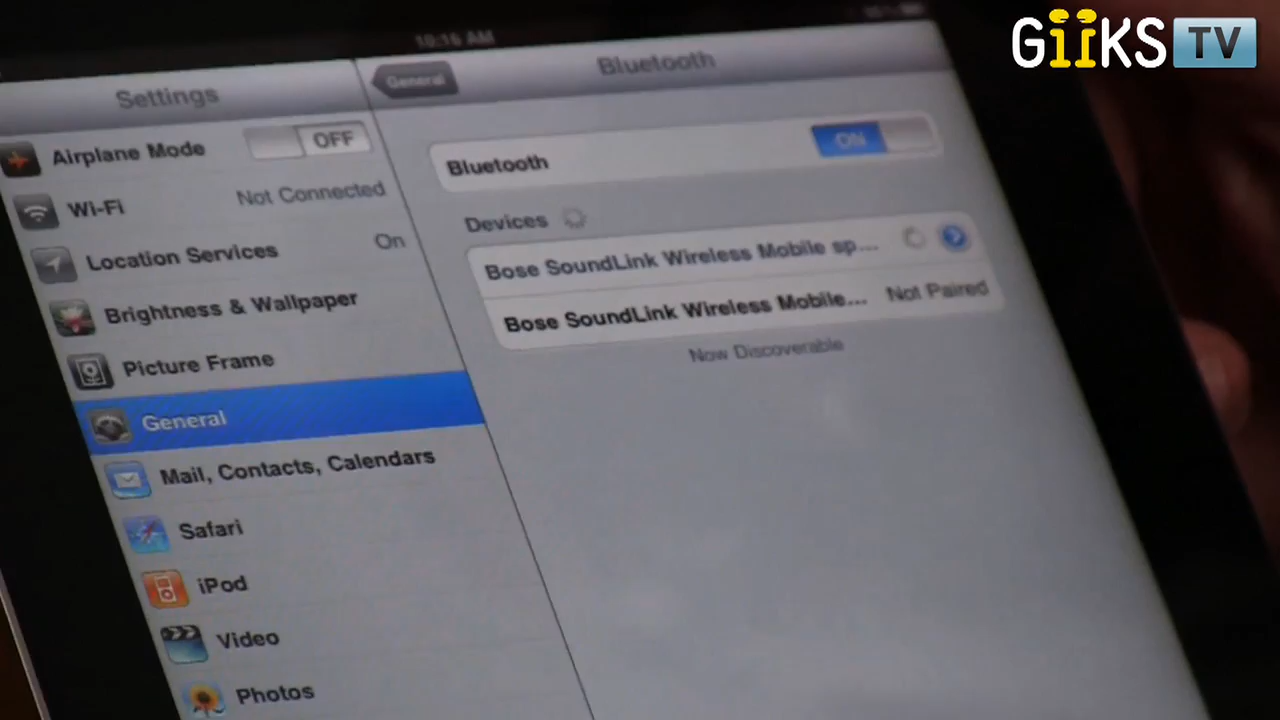 GiiKS TV
10:16 AM
Settings
General
Bluetooth
Airplane Mode OFF
Wi-Fi Not Connected
Location Services On
Brightness & Wallpaper
Picture Frame
General
Mail, Contacts, Calendars
Safari
iPod
Video
Photos
Bluetooth ON
Devices
Bose SoundLink Wireless Mobile sp...
Bose SoundLink Wireless Mobile... Not Paired
Now Discoverable